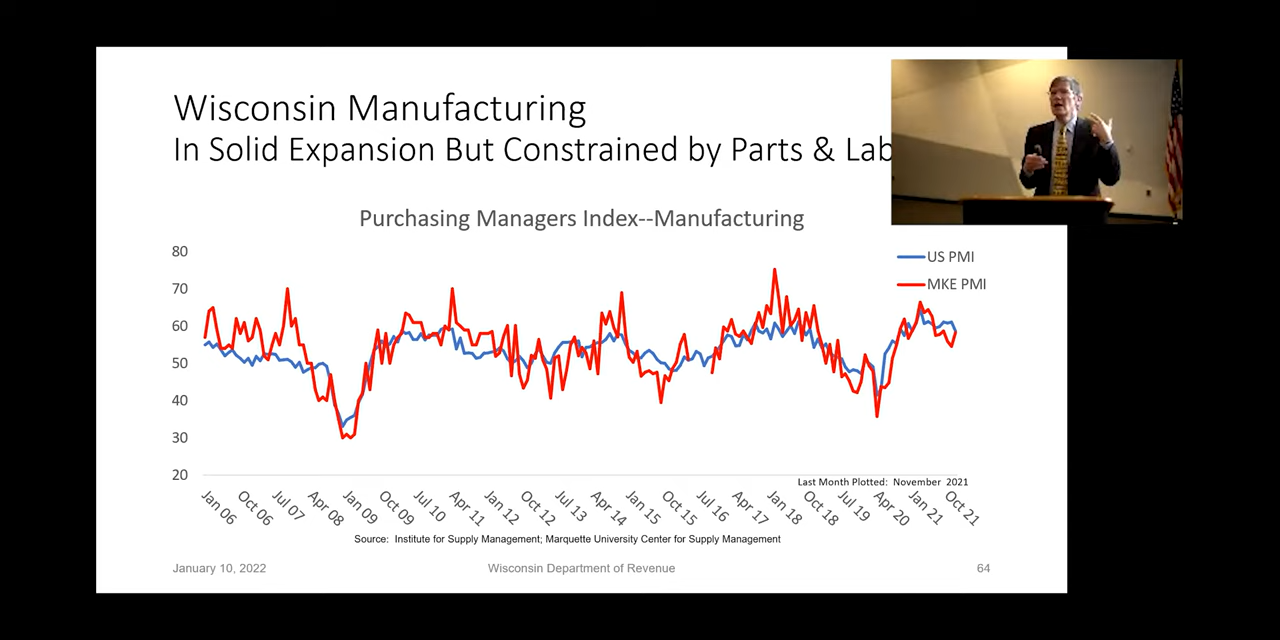 Wisconsin Manufacturing
In Solid Expansion But Constrained by Parts & Lab
Purchasing Managers Index--Manufacturing
US PMI
MKE PMI
80
70
60
50
40
30
20
Last Month Plotted: November 2021
Jan 06
Oct 06
Jul 07
Apr 08
Jan 09
Oct 09
Jul 10
Apr 11
Jan 12
Oct 12
Jul 13
Apr 14
Jan 15
Oct 15
Jul 16
Apr 17
Jan 18
Oct 18
Jul 19
Apr 20
Jan 21
Oct 21
Source: Institute for Supply Management; Marquette University Center for Supply Management
January 10, 2022
Wisconsin Department of Revenue
64